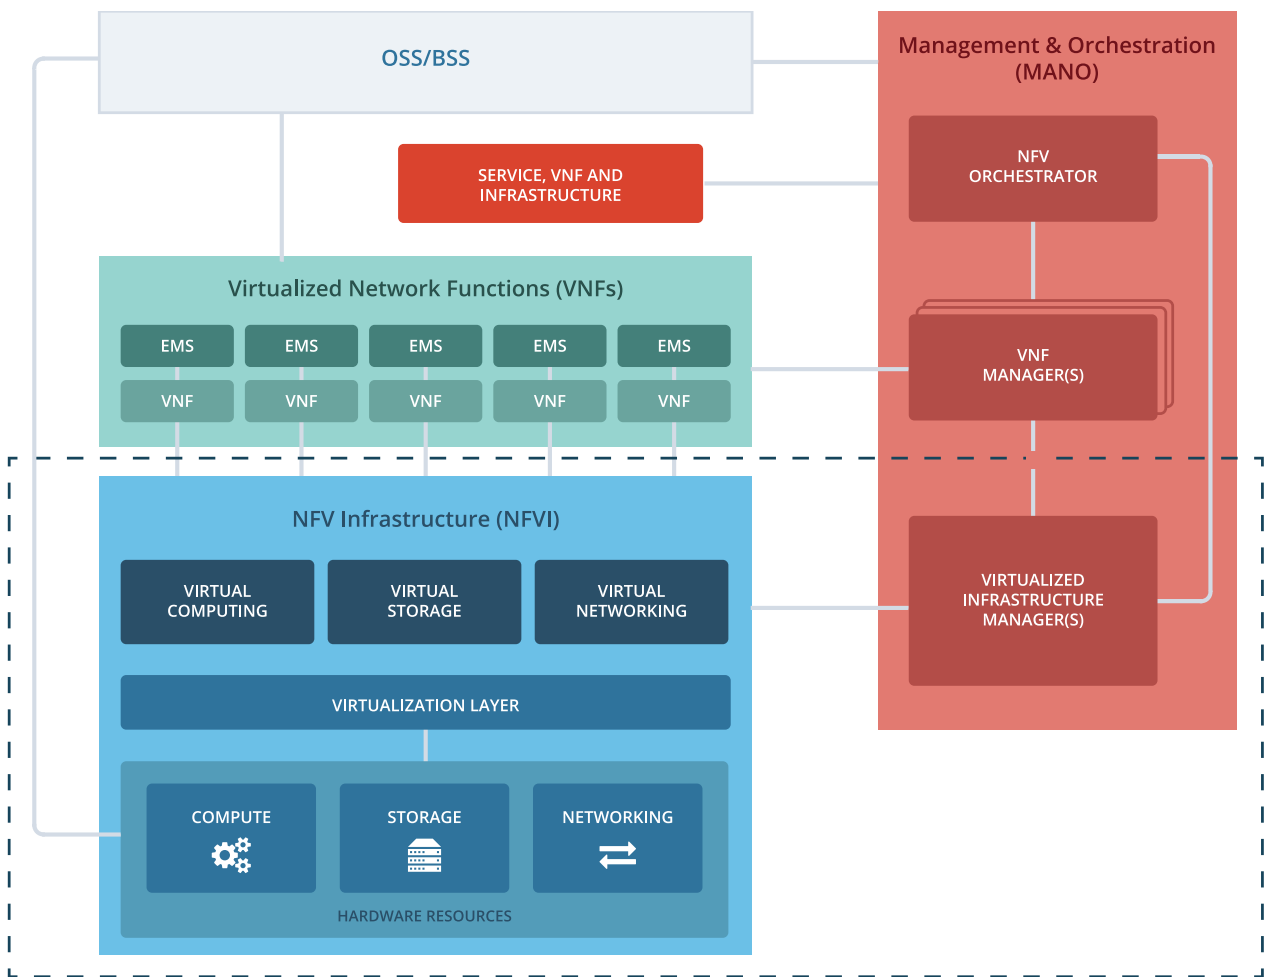 OSS/BSS
Management & Orchestration
(MANO)
NFV
ORCHESTRATOR
SERVICE, VNF AND
INFRASTRUCTURE
Virtualized Network Functions (VNFs)
EMS
EMS
EMS
EMS
EMS
VNF
VNF
VNF
VNF
VNF
VNF
MANAGER(S)
NFV Infrastructure (NFVI)
VIRTUAL
COMPUTING
VIRTUAL
STORAGE
VIRTUAL
NETWORKING
VIRTUALIZED
INFRASTRUCTURE
MANAGER(S)
VIRTUALIZATION LAYER
COMPUTE
STORAGE
NETWORKING
HARDWARE RESOURCES